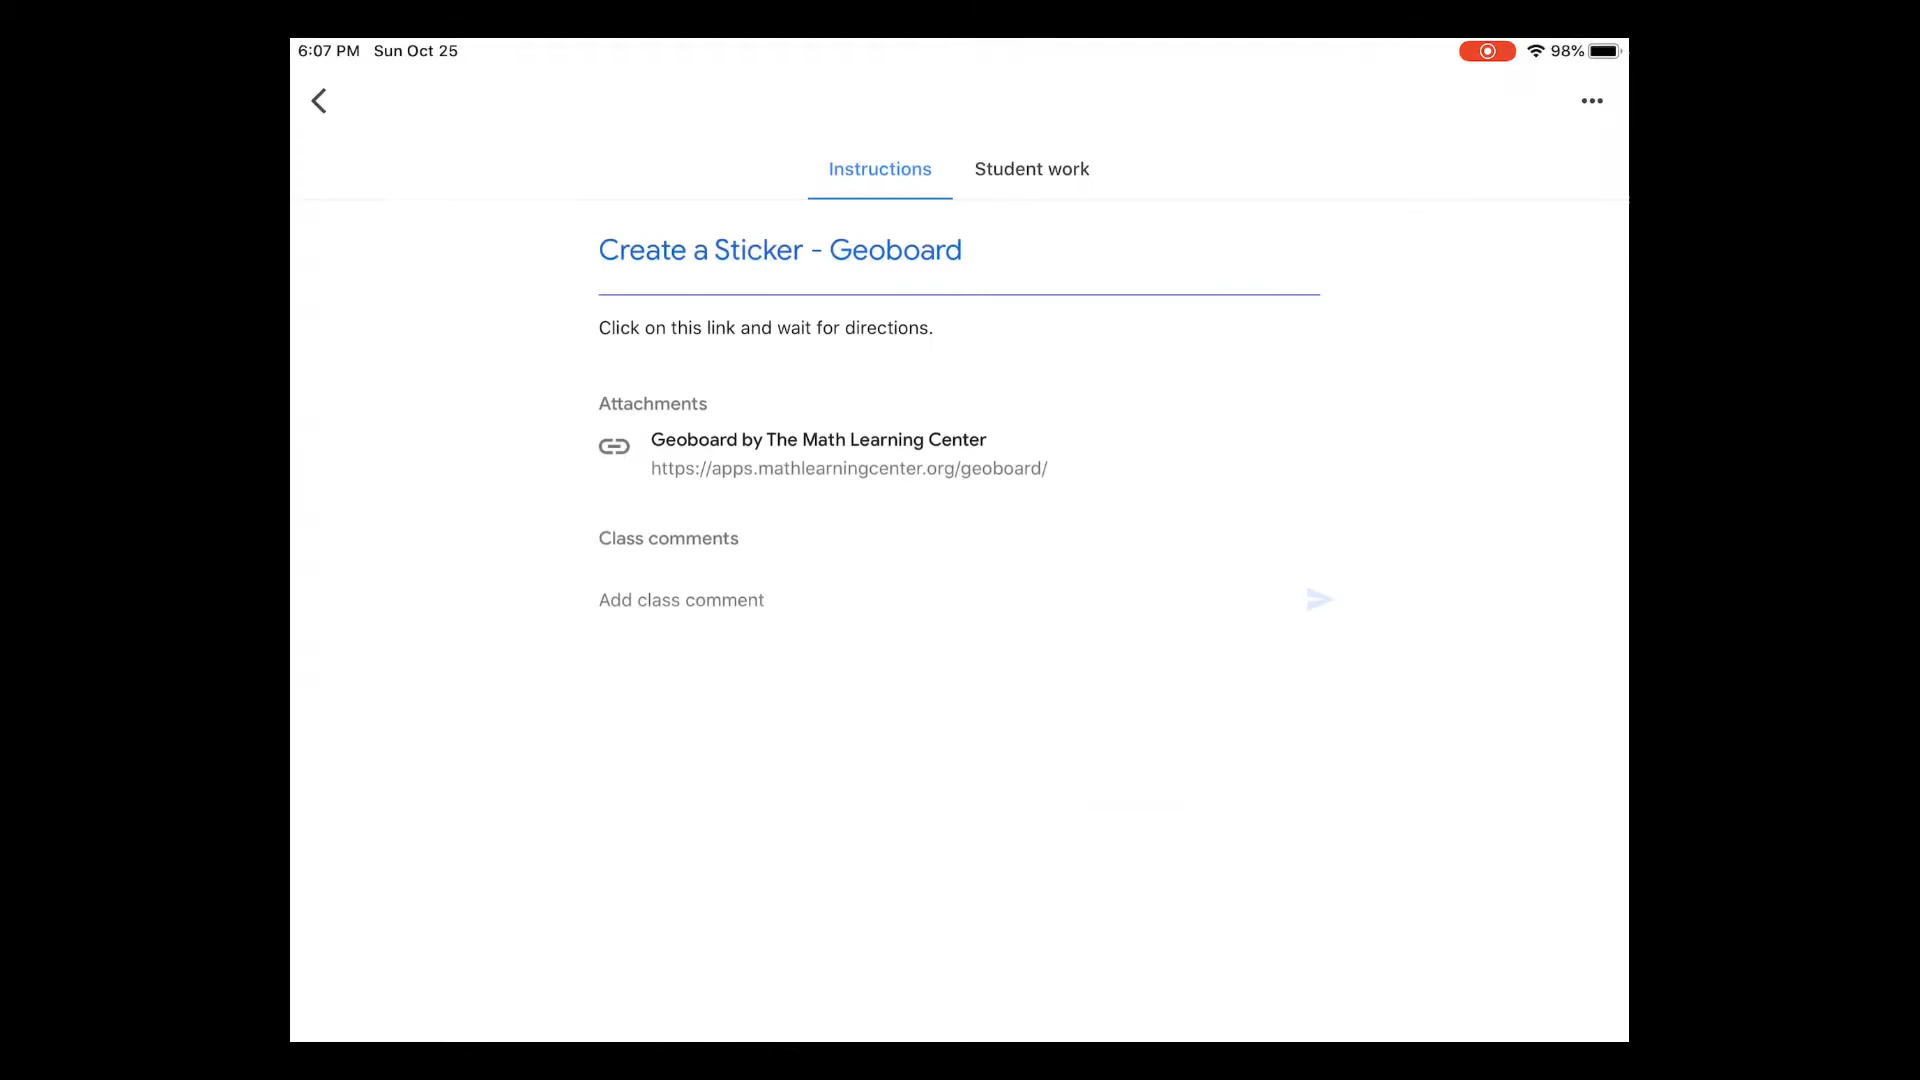 6:07 PM Sun Oct 25
98%
Instructions Student work
Create a Sticker - Geoboard
Click on this link and wait for directions.
Attachments
Geoboard by The Math Learning Center
https://apps.mathlearningcenter.org/geoboard/
Class comments
Add class comment